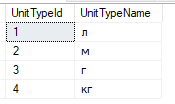 UnitTypeId UnitTypeName
1 л
2 м
3 г
4 кг